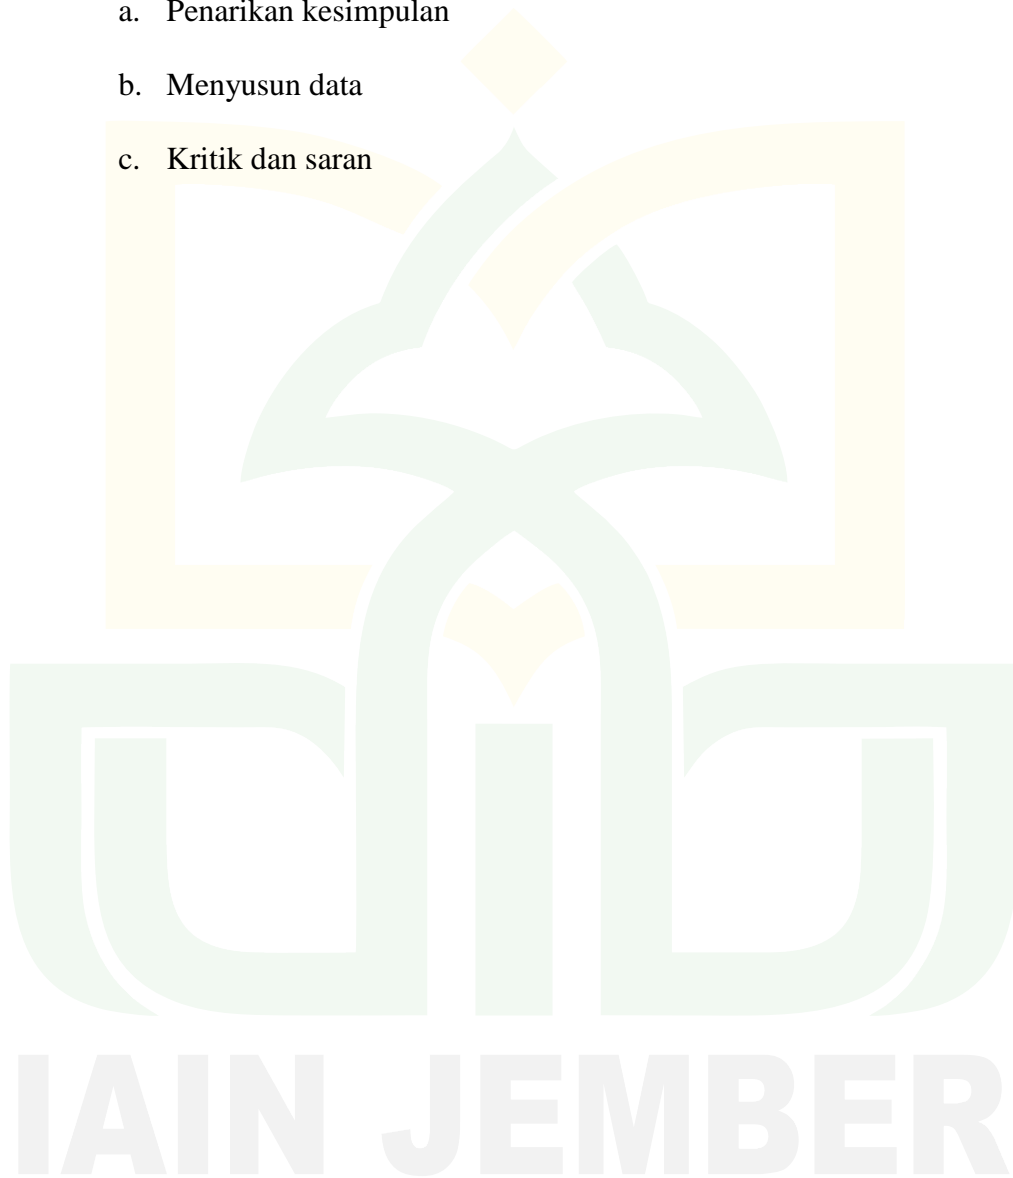 a. Penarikan kesimpulan
b. Menyusun data
c. Kritik dan saran
IAIN JEMBER